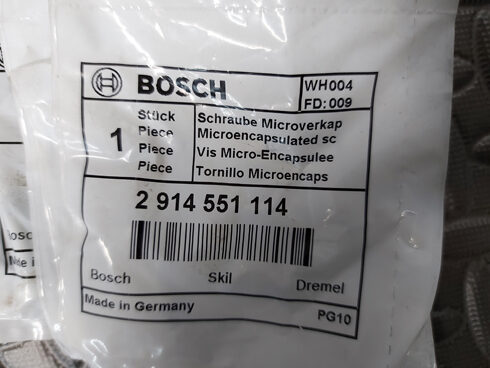 BOSCH
WH004
FD: 009
1
Stück
Piece
Piece
Piece
Schraube Microverkap
Microencapsulated sc
Vis Micro-Encapsulee
Tornillo Microencaps
2 914 551 114
Bosch Skil Dremel
Made in Germany
PG10